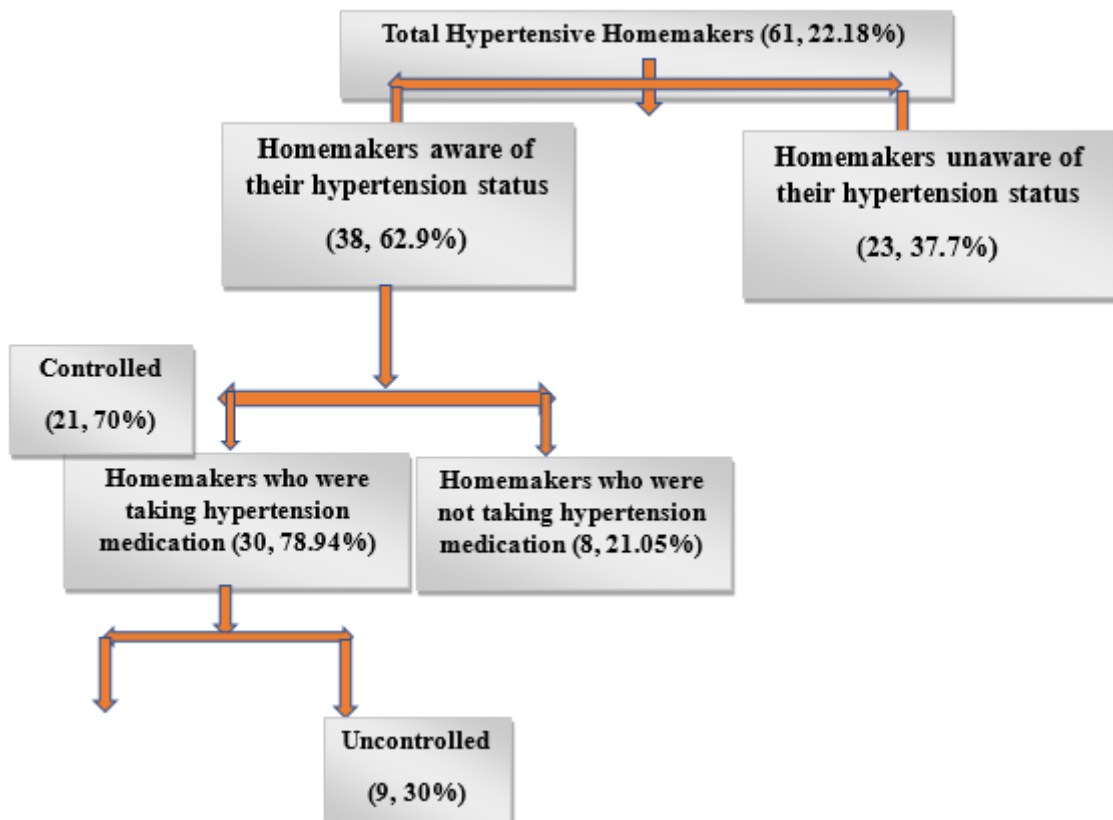 Total Hypertensive Homemakers (61, 22.18%)
Homemakers aware of
their hypertension status
(38, 62.9%)
Homemakers unaware of
their hypertension status
(23, 37.7%)
Controlled
(21, 70%)
Homemakers who were
taking hypertension
medication (30, 78.94%)
Homemakers who were
not taking hypertension
medication (8, 21.05%)
Uncontrolled
(9, 30%)